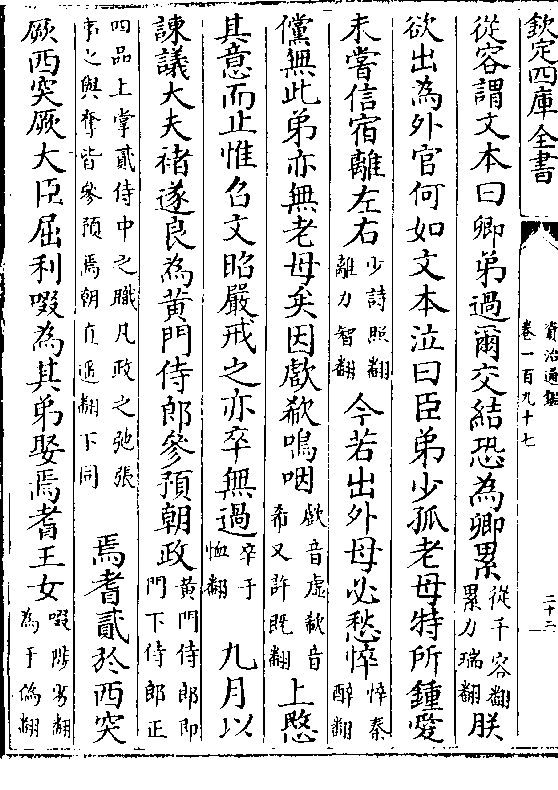 欽定四庫全書
資治通鑑
卷一百九十七
二十二
從容謂文本曰卿弟過爾交結恐為卿累從千容翻累力瑞翻朕
欲出為外官何如文本泣曰臣弟少孤老母特所鍾愛
未嘗信宿離左右少詩照翻離力智翻今若出外母必愁悴悴秦醉翻
儻無此弟亦無老母矣因歔欷嗚咽歔音虛欷音希又許既翻上愍
其意而止惟召文昭嚴戒之亦卒無過卒子恤翻九月以
諫議大夫褚遂良為黄門侍郎參預朝政黄門侍郎即門下侍郎正
四品上掌貳侍中之職凡政之弛張事之與奪皆參預焉朝直遥翻下同焉耆貳於西突
厥西突厥大臣屈利啜為其弟娶焉耆王女啜陟劣翻為于偽翻